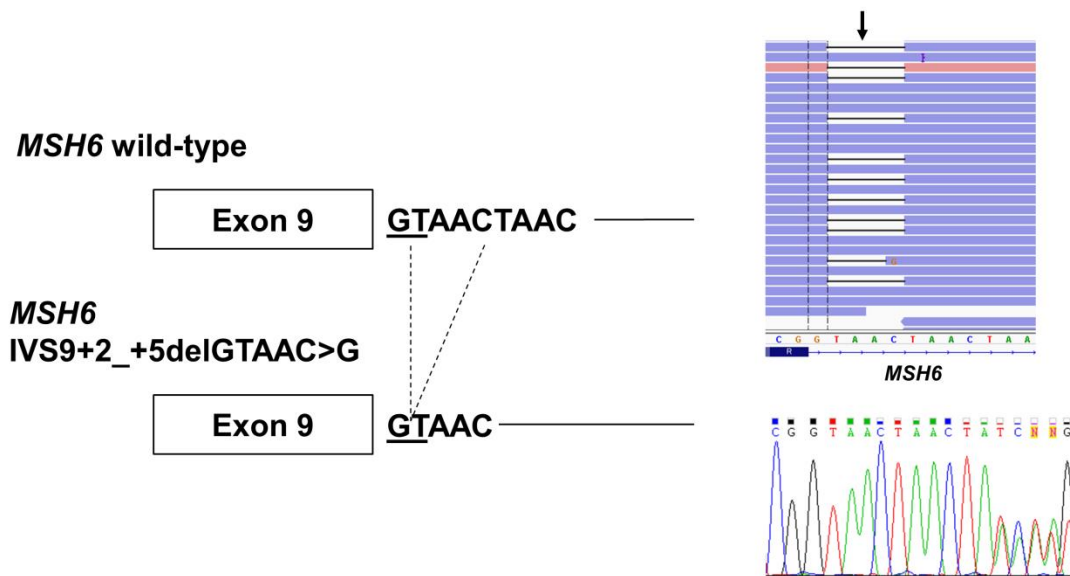 MSH6 wild-type
Exon 9
GTAACTAAC
MSH6
IVS9+2_+5delGTAAC>G
Exon 9
GTAAC
G
C G G T A A C T A A C T A A
R
MSH6
C G G T A A C T A A C T A T C N N G